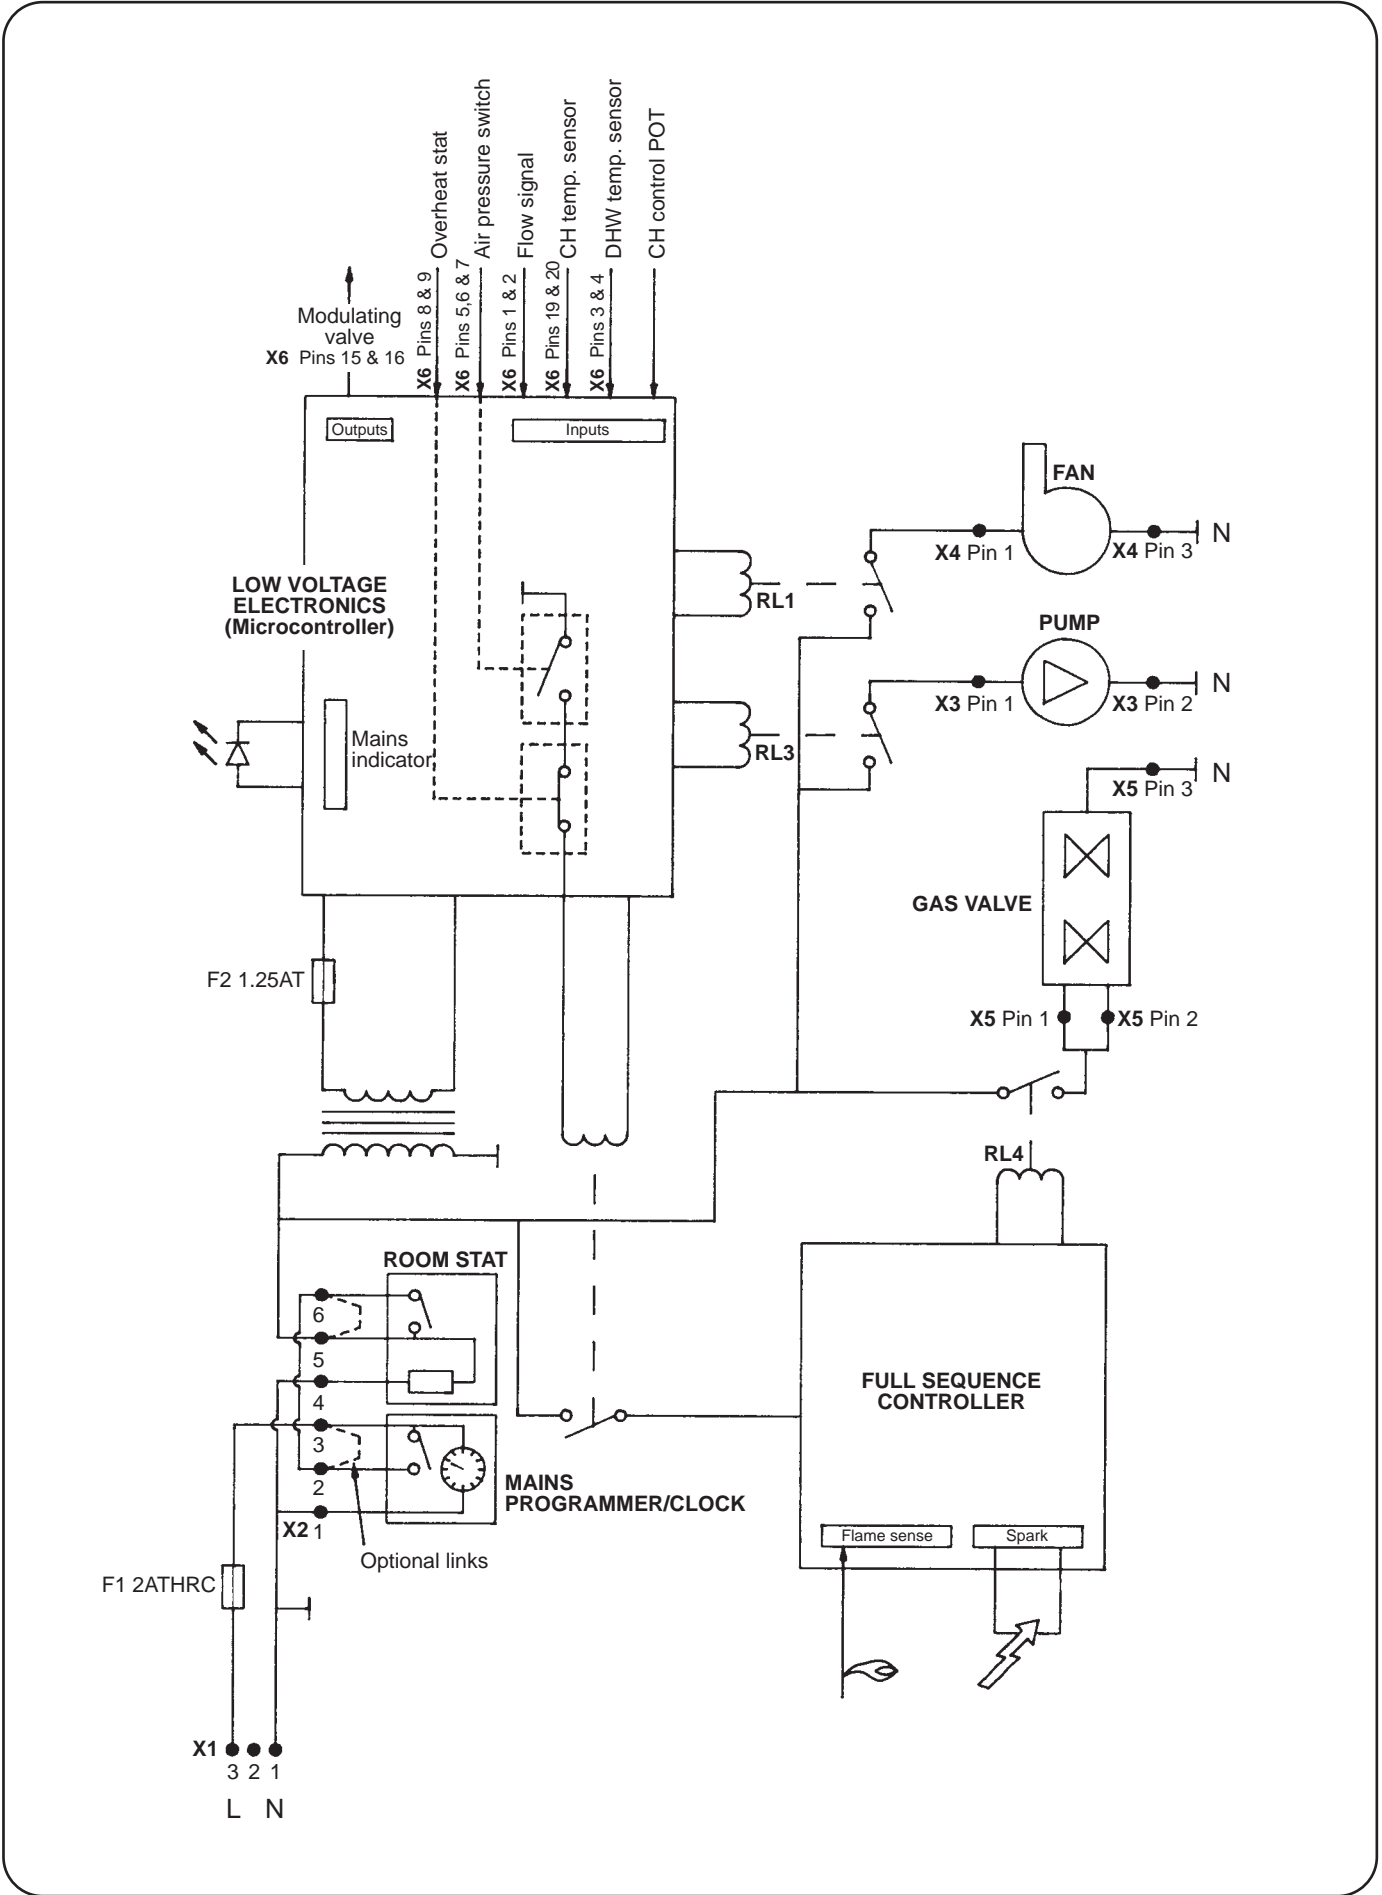 Overheat stat
Air pressure switch
Flow signal
CH temp. sensor
DHW temp. sensor
CH control POT
X6 Pins 8 & 9
X6 Pins 5,6 & 7
X6 Pins 1 & 2
X6 Pins 19 & 20
X6 Pins 3 & 4
Modulating
valve
X6 Pins 15 & 16
Outputs
Inputs
LOW VOLTAGE
ELECTRONICS
(Microcontroller)
Mains
indicator
RL1
RL3
FAN
X4 Pin 1
X4 Pin 3
N
PUMP
X3 Pin 1
X3 Pin 2
N
X5 Pin 3
N
GAS VALVE
X5 Pin 1
X5 Pin 2
F2 1.25AT
RL4
ROOM STAT
6
5
4
3
2
X2 1
MAINS
PROGRAMMER/CLOCK
Optional links
FULL SEQUENCE
CONTROLLER
Flame sense
Spark
F1 2ATHRC
X1
3 2 1
L N